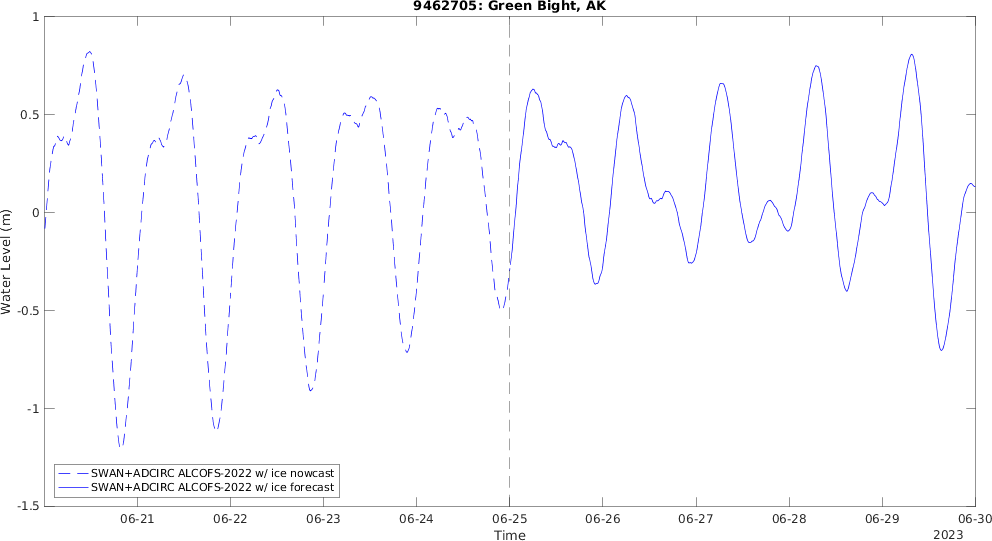 9462705: Green Bight, AK
1
0.5
0
-0.5
-1
-1.5
Water Level (m)
SWAN+ADCIRC ALCOFS-2022 w/ ice nowcast
SWAN+ADCIRC ALCOFS-2022 w/ ice forecast
06-21 06-22 06-23 06-24 06-25 06-26 06-27 06-28 06-29 06-30
Time
2023